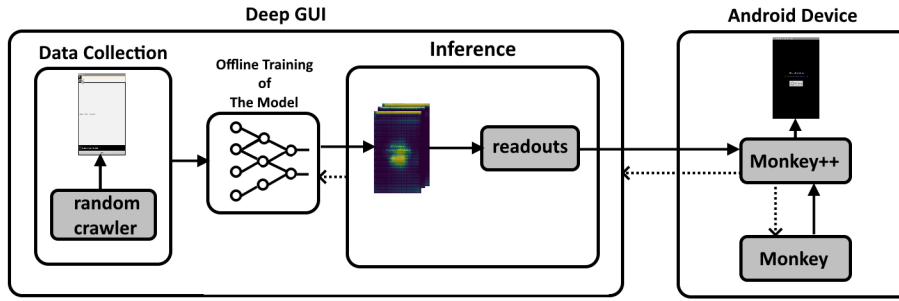 Deep GUI
Android Device
Data Collection
Offline Training
of
The Model
Inference
random
crawler
readouts
Monkey++
Monkey